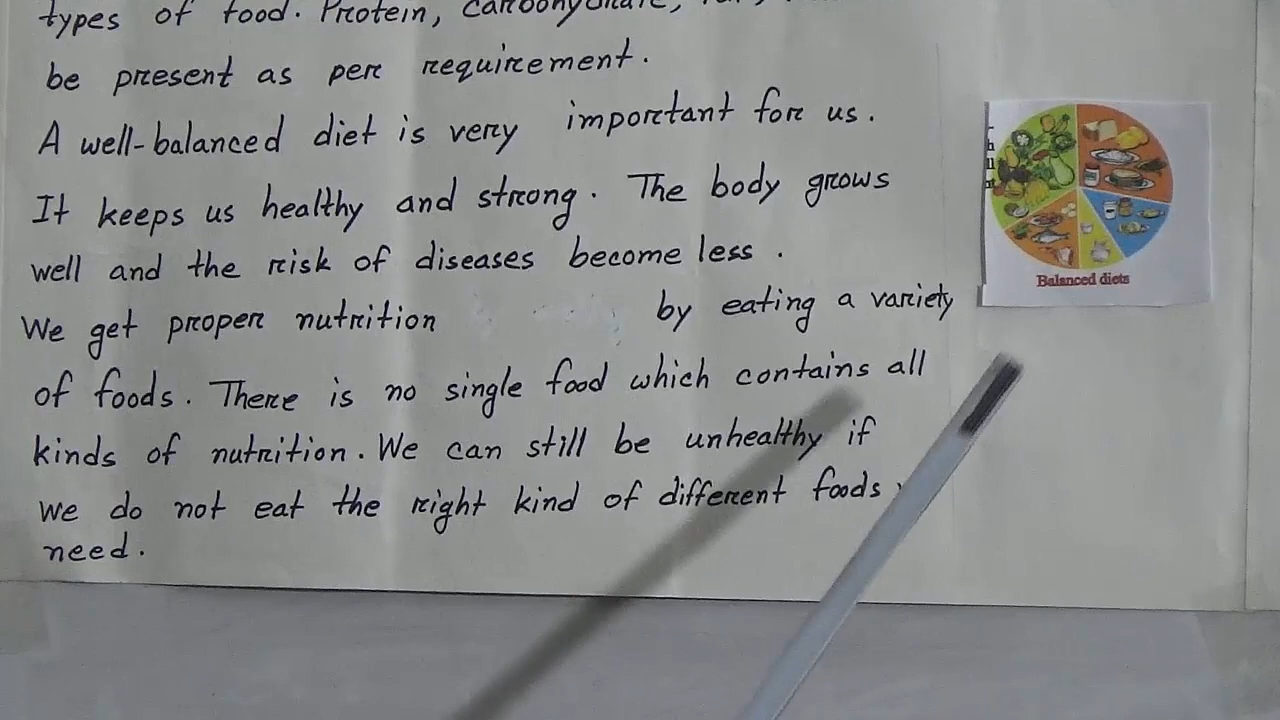 types of food. Protein, Carbohydrate,
be present as per requirement.
A well-balanced diet is very important for us.
It keeps us healthy and strong. The body grows
well and the risk of diseases become less.
We get proper nutrition by eating a variety
of foods. There is no single food which contains all
kinds of nutrition. We can still be unhealthy if
we do not eat the right kind of different foods
need.
Balanced diets